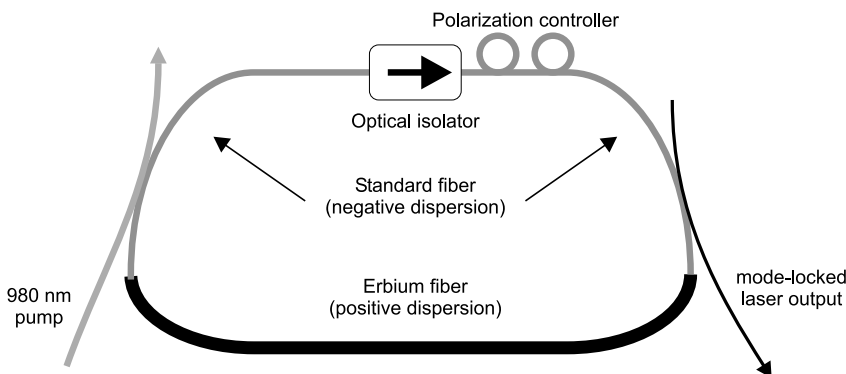 Polarization controller
Optical isolator
Standard fiber
(negative dispersion)
Erbium fiber
(positive dispersion)
980 nm
pump
mode-locked
laser output